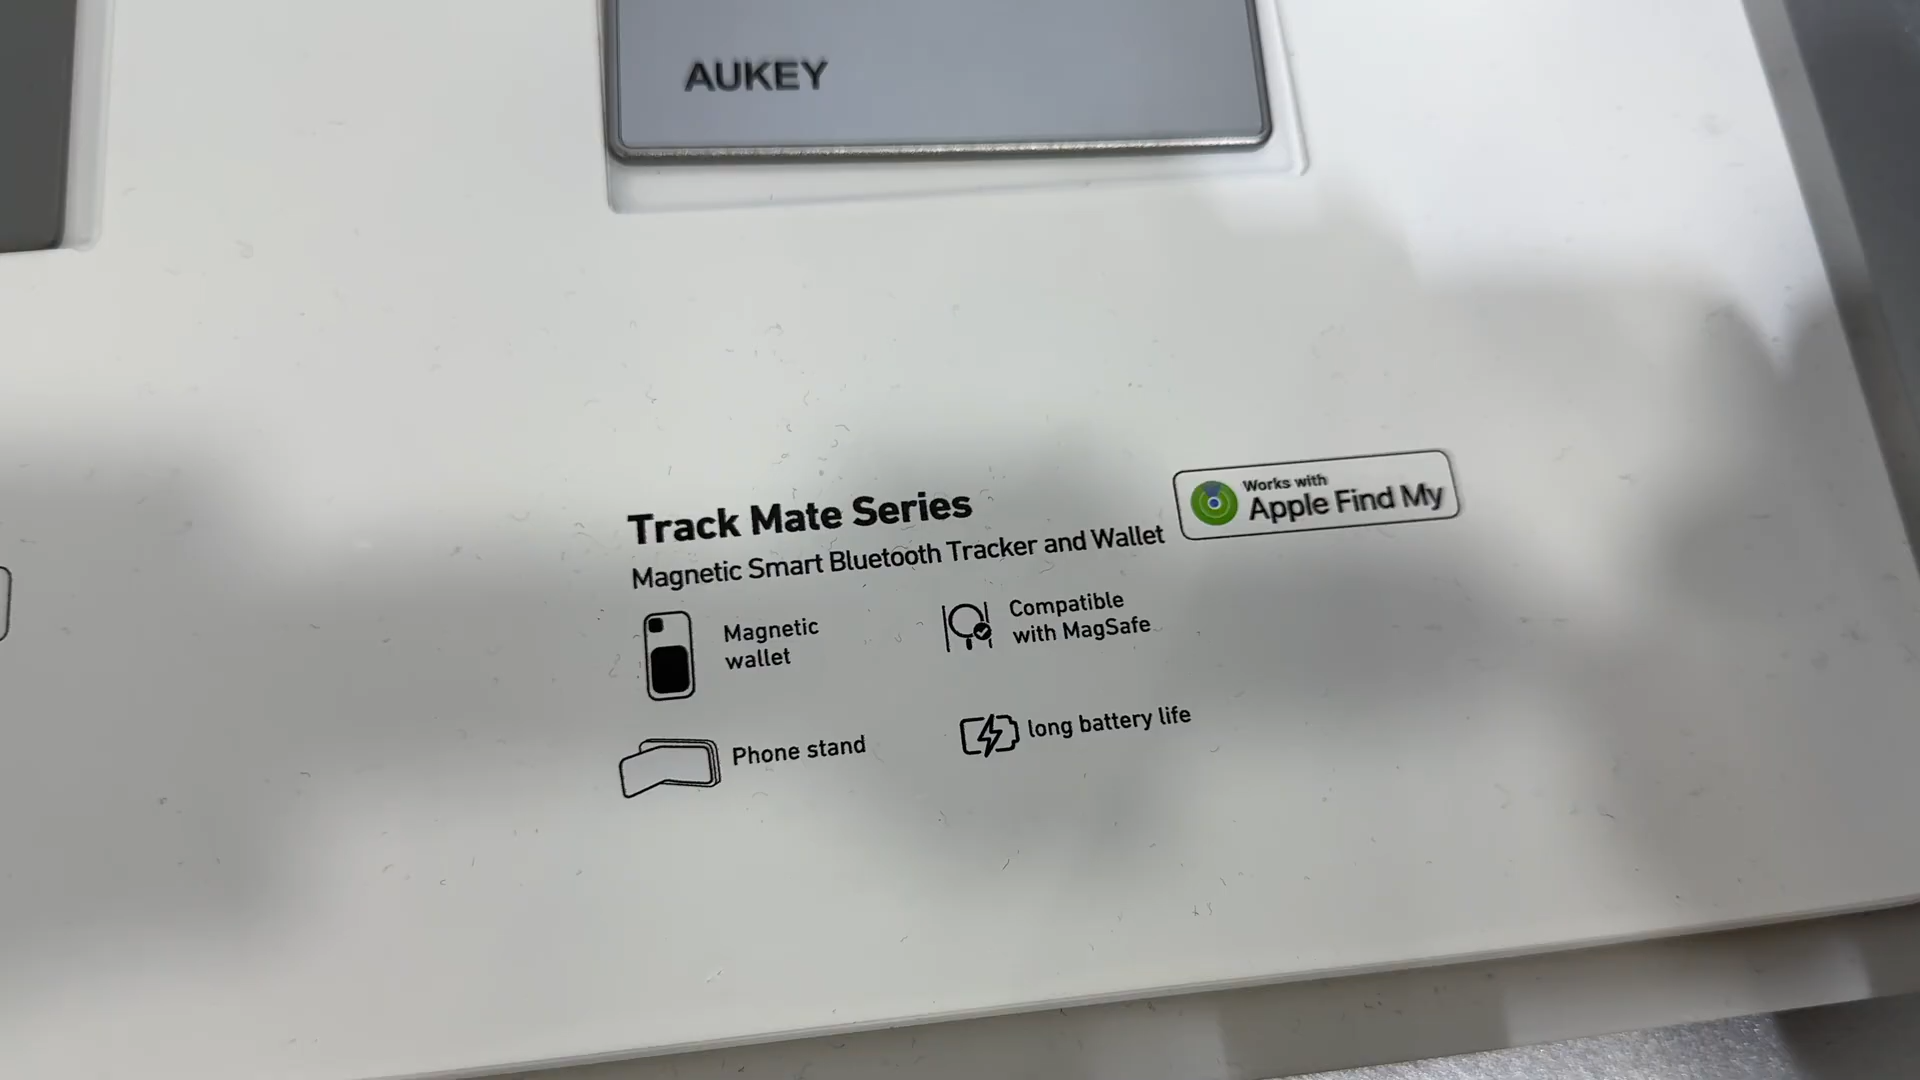 AUKEY
Track Mate Series
Works with
Apple Find My
Magnetic Smart Bluetooth Tracker and Wallet
Magnetic
wallet
Compatible
with MagSafe
Phone stand
long battery life